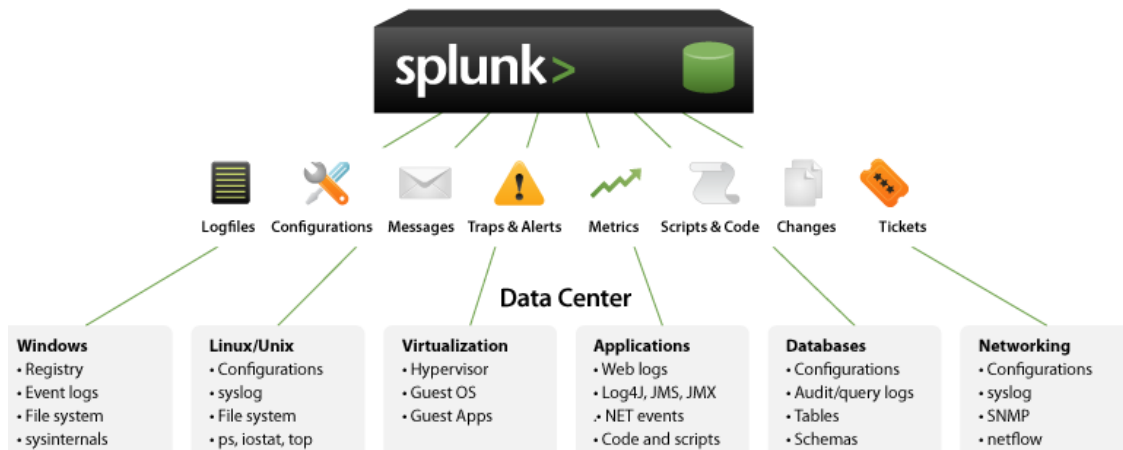 splunk>
Logfiles
Configurations
Messages
Traps & Alerts
Metrics
Scripts & Code
Changes
Tickets
Data Center
Windows
• Registry
• Event logs
• File system
• sysinternals
Linux/Unix
• Configurations
• syslog
• File system
• ps, iostat, top
Virtualization
• Hypervisor
• Guest OS
• Guest Apps
Applications
• Web logs
• Log4J, JMS, JMX
.• NET events
• Code and scripts
Databases
• Configurations
• Audit/query logs
• Tables
• Schemas
Networking
• Configurations
• syslog
• SNMP
• netflow